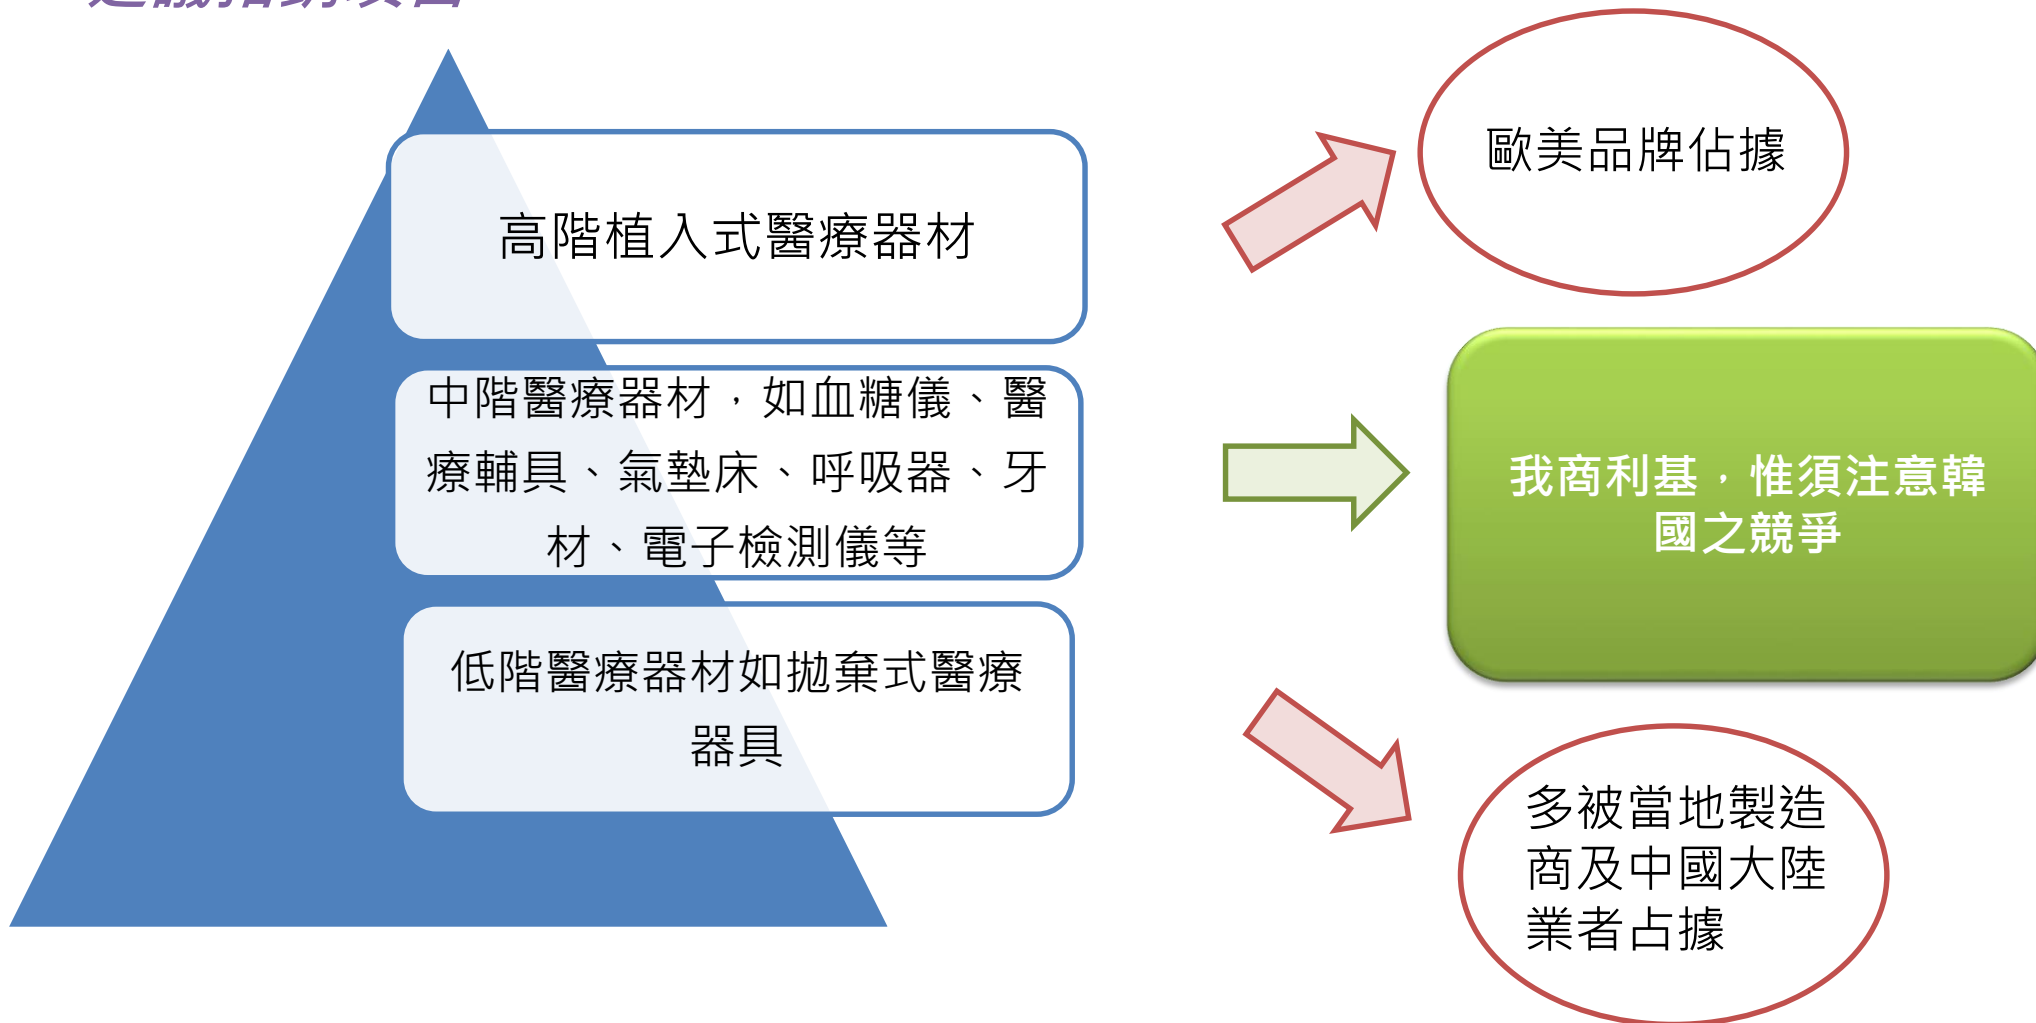 高階植入式醫療器材
中階醫療器材，如血糖儀、醫
療輔具、氣墊床、呼吸器、牙
材、電子檢測儀等
低階醫療器材如拋棄式醫療
器具
歐美品牌佔據
我商利基，惟須注意韓
國之競爭
多被當地製造
商及中國大陸
業者占據